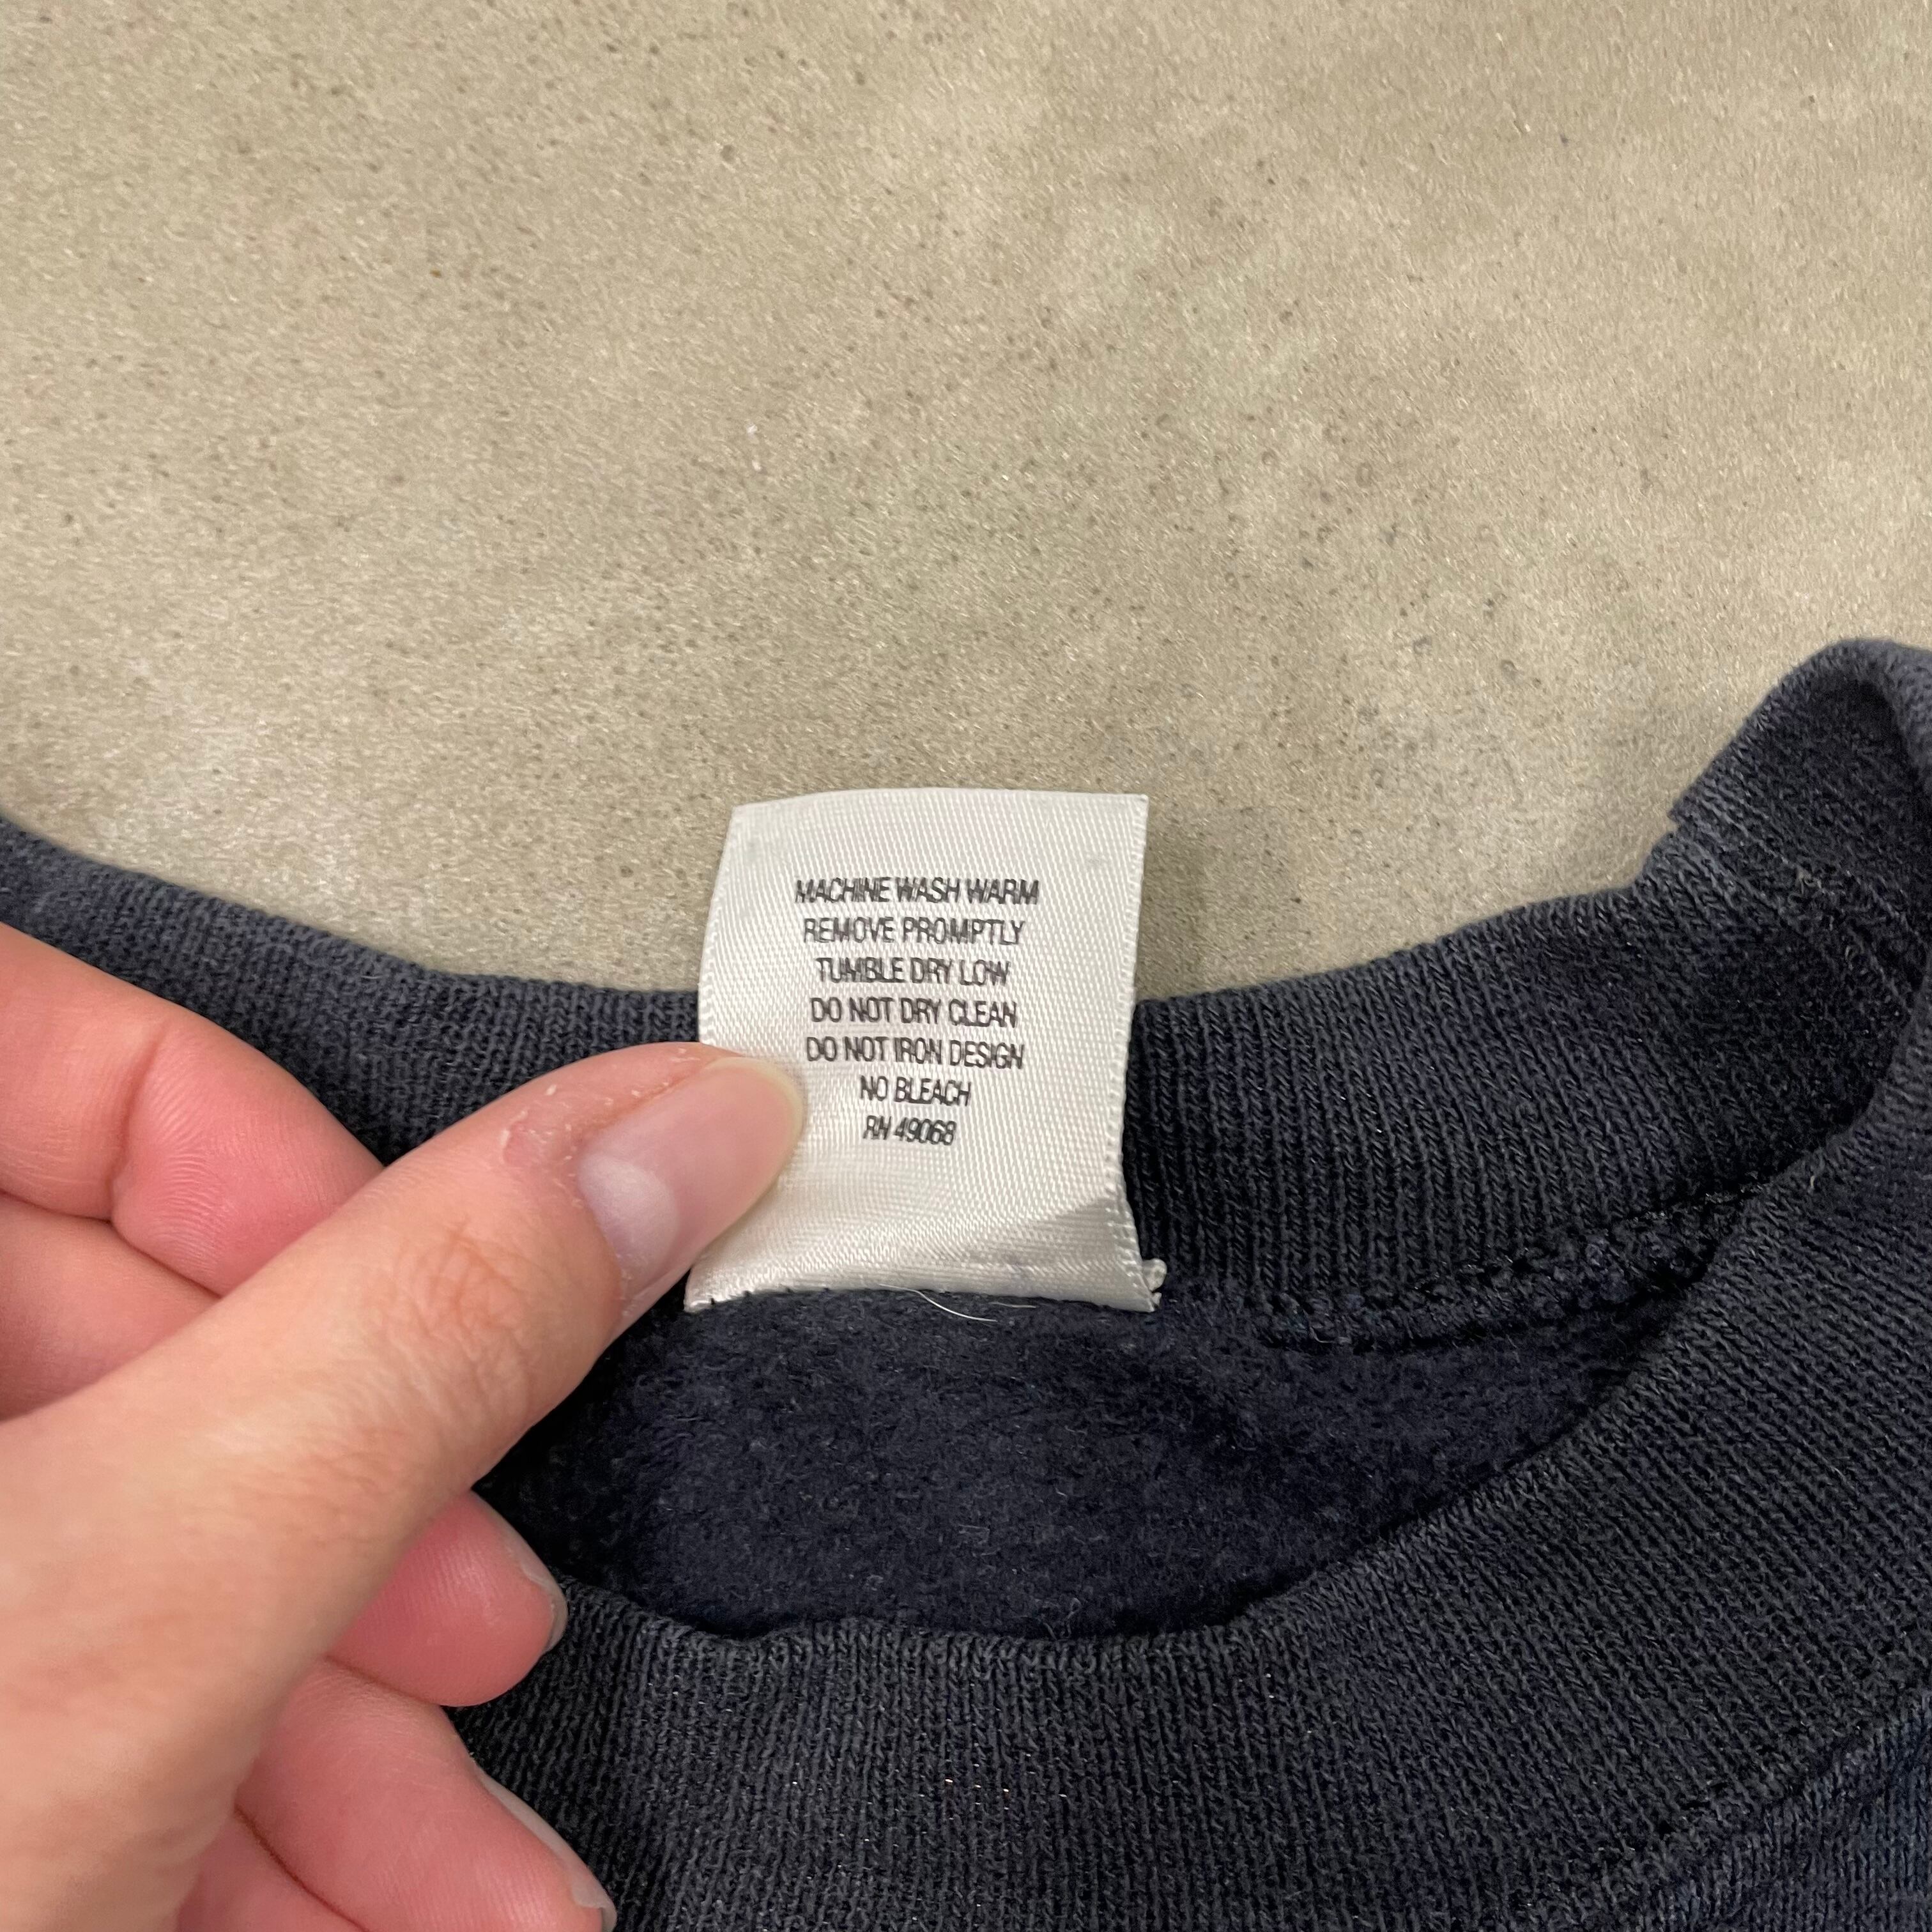 MACHINE WASH WARM
REMOVE PROMPTLY
TUMBLE DRY LOW
DO NOT DRY CLEAN
DO NOT IRON DESIGN
NO BLEACH
RN 49068